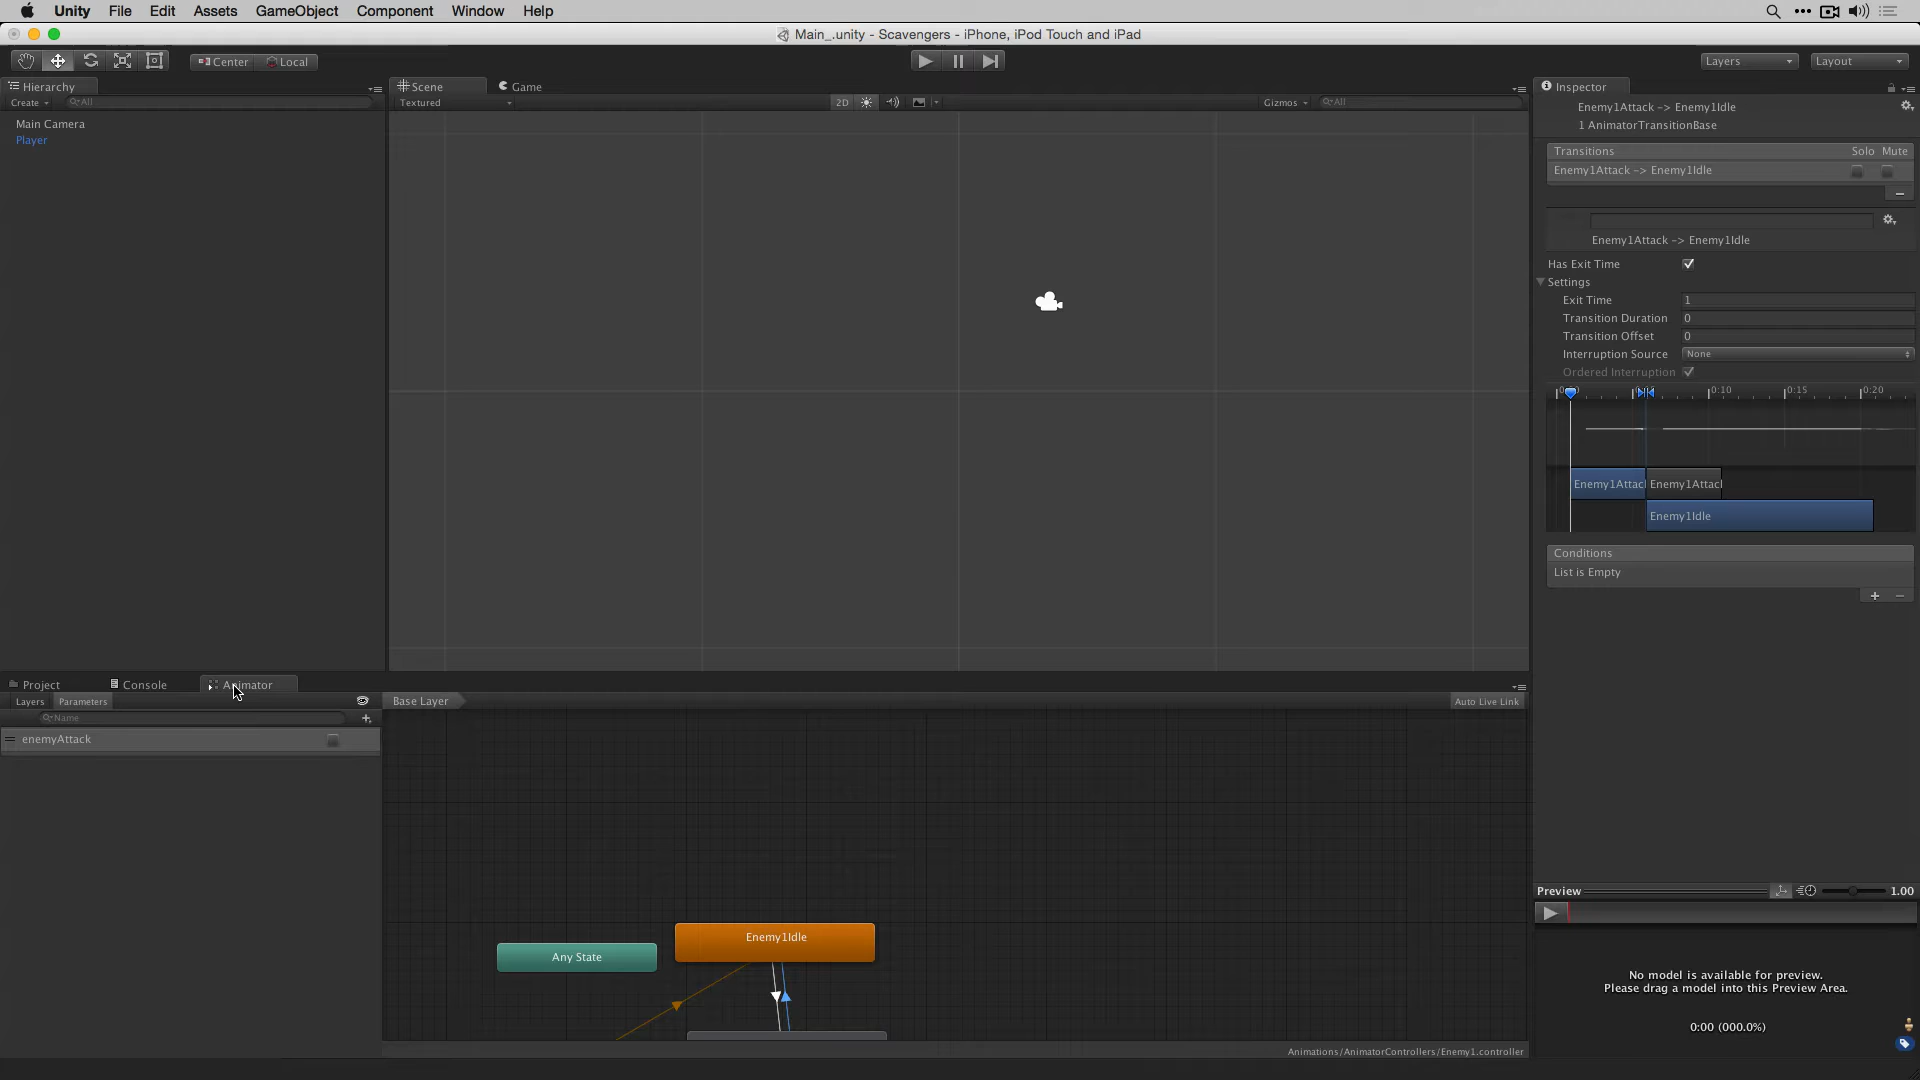 Unity File Edit Assets GameObject Component Window Help
Main_.unity - Scavengers - iPhone, iPod Touch and iPad
Center Local
Layers Layout
Hierarchy
Create All
Main Camera
Player
Scene Game
Textured 2D Gizmos All
Inspector
Enemy1Attack -> Enemy1Idle
1 AnimatorTransitionBase
Transitions Solo Mute
Enemy1Attack -> Enemy1Idle
Enemy1Attack -> Enemy1Idle
Has Exit Time
Settings
Exit Time 1
Transition Duration 0
Transition Offset 0
Interruption Source None
Ordered Interruption
0:10 0:15 0:20
Enemy1Attac Enemy1Attac
Enemy1Idle
Conditions
List is Empty
Project Console Animator
Layers Parameters
Name
enemyAttack
Base Layer Auto Live Link
Enemy1Idle
Any State
Animations/AnimatorControllers/Enemy1.controller
Preview 1.00
No model is available for preview.
Please drag a model into this Preview Area.
0:00 (000.0%)